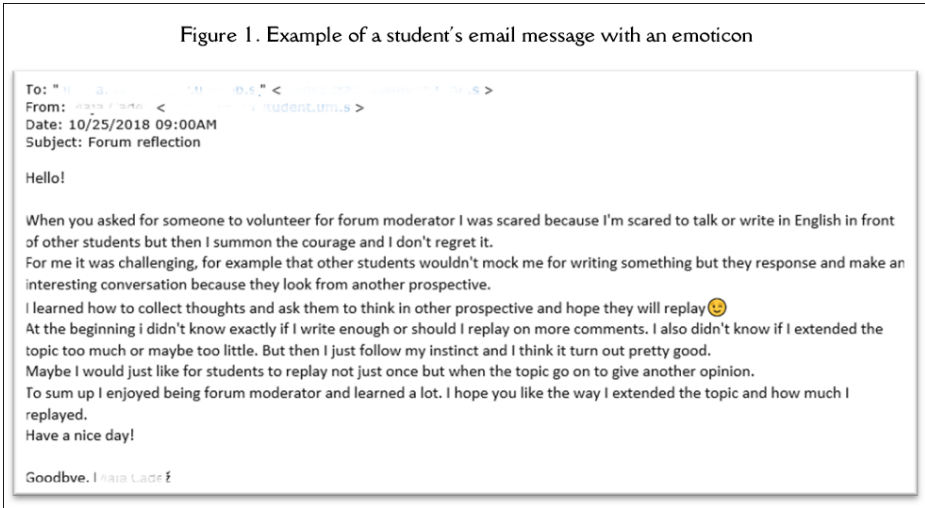 Figure 1. Example of a student's email message with an emoticon
To: " " < >
From: < student.um.s >
Date: 10/25/2018 09:00AM
Subject: Forum reflection
Hello!
When you asked for someone to volunteer for forum moderator I was scared because I'm scared to talk or write in English in front
of other students but then I summon the courage and I don't regret it.
For me it was challenging, for example that other students wouldn't mock me for writing something but they response and make an
interesting conversation because they look from another prospective.
I learned how to collect thoughts and ask them to think in other prospective and hope they will replay😉
At the beginning i didn't know exactly if I write enough or should I replay on more comments. I also didn't know if I extended the
topic too much or maybe too little. But then I just follow my instinct and I think it turn out pretty good.
Maybe I would just like for students to replay not just once but when the topic go on to give another opinion.
To sum up I enjoyed being forum moderator and learned a lot. I hope you like the way I extended the topic and how much I
replayed.
Have a nice day!
Goodbye.